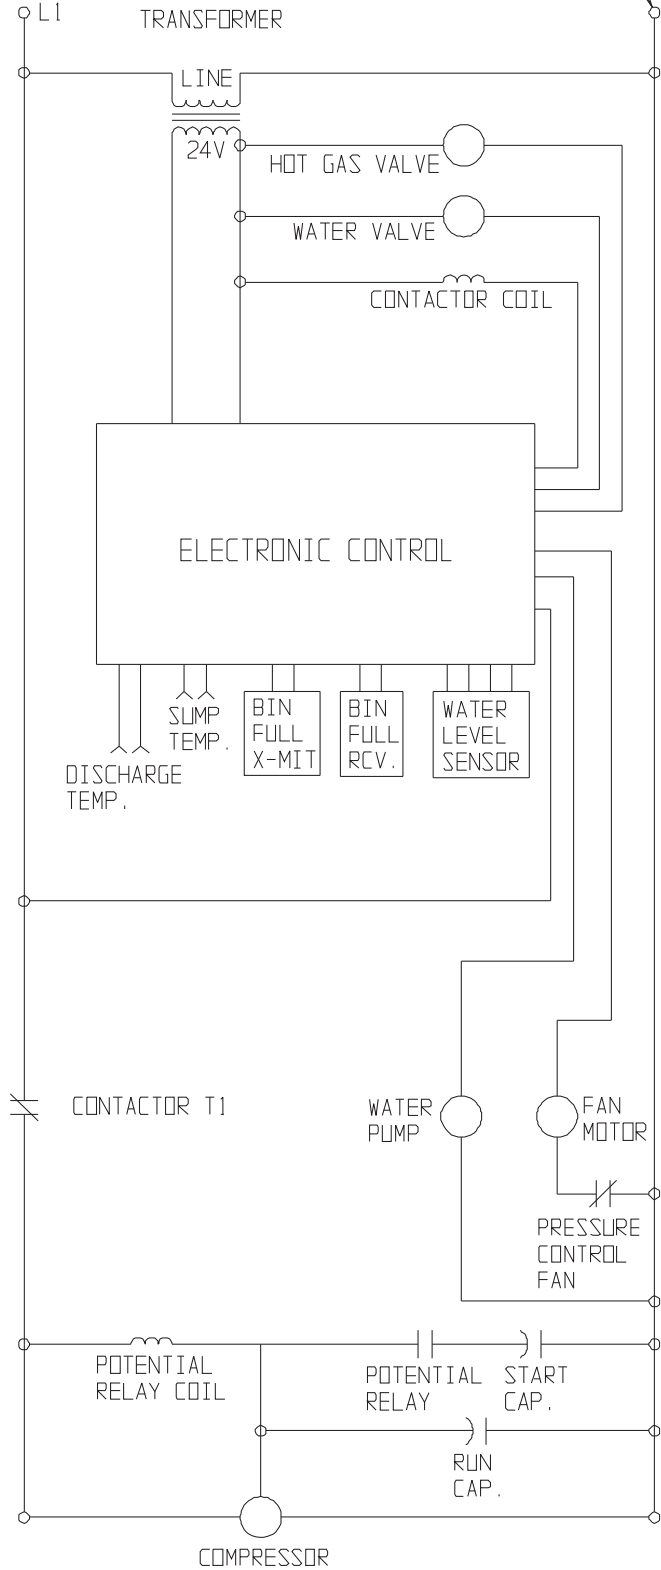 L1
TRANSFORMER
LINE
24V
HOT GAS VALVE
WATER VALVE
CONTACTOR COIL
ELECTRONIC CONTROL
DISCHARGE
TEMP.
SUMP
TEMP.
BIN
FULL
X-MIT
BIN
FULL
RCV.
WATER
LEVEL
SENSOR
CONTACTOR T1
WATER
PUMP
FAN
MOTOR
PRESSURE
CONTROL
FAN
POTENTIAL
RELAY COIL
POTENTIAL
RELAY
START
CAP.
RUN
CAP.
COMPRESSOR